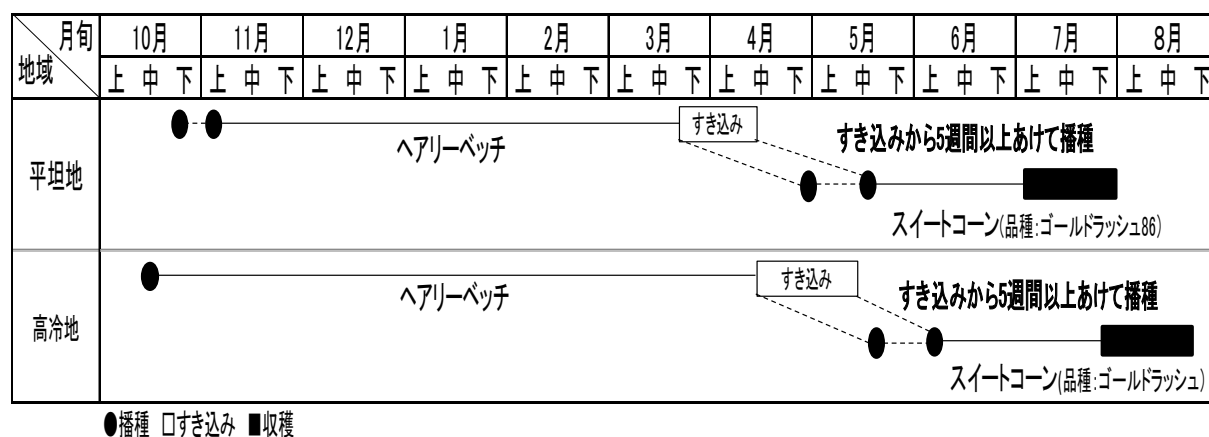 月旬 10月 11月 12月 1月 2月 3月 4月 5月 6月 7月 8月
地域 上 中 下 上 中 下 上 中 下 上 中 下 上 中 下 上 中 下 上 中 下 上 中 下 上 中 下 上 中 下 上 中 下
すき込み
ヘアリーベッチ
すき込みから5週間以上あけて播種
平坦地
スイートコーン(品種:ゴールドラッシュ86)
すき込み
ヘアリーベッチ
すき込みから5週間以上あけて播種
高冷地
スイートコーン(品種:ゴールドラッシュ)
●播種 □すき込み ■収穫